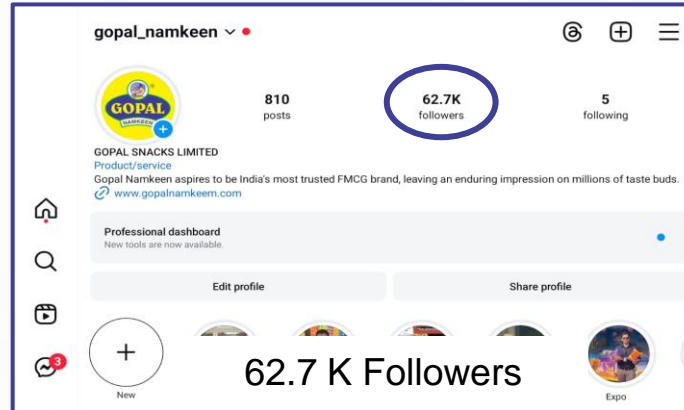 gopal_namkeen
GOPAL
NAMKEEN
810
posts
62.7K
followers
5
following
GOPAL SNACKS LIMITED
Product/service
Gopal Namkeen aspires to be India's most trusted FMCG brand, leaving an enduring impression on millions of taste buds.
www.gopalnamkeem.com
Professional dashboard
New tools are now available.
Edit profile
Share profile
3
New
62.7 K Followers
Expo